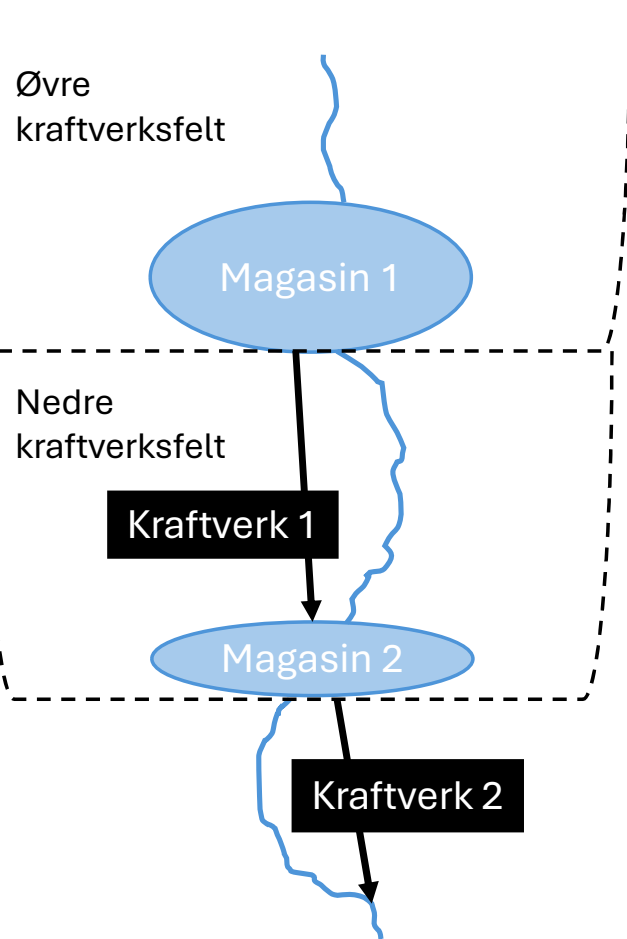 Øvre
kraftverksfelt
Magasin 1
Nedre
kraftverksfelt
Kraftverk 1
Magasin 2
Kraftverk 2